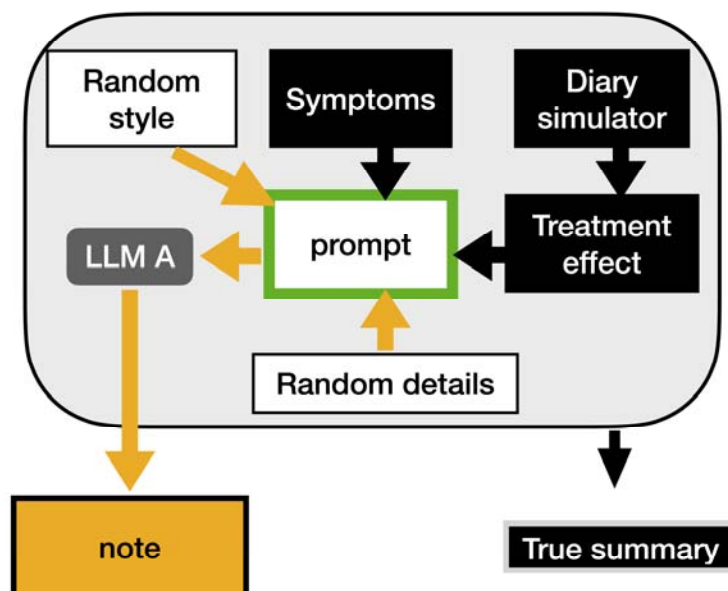 Random
style
Symptoms
Diary
simulator
LLM A
prompt
Treatment
effect
Random details
note
True summary